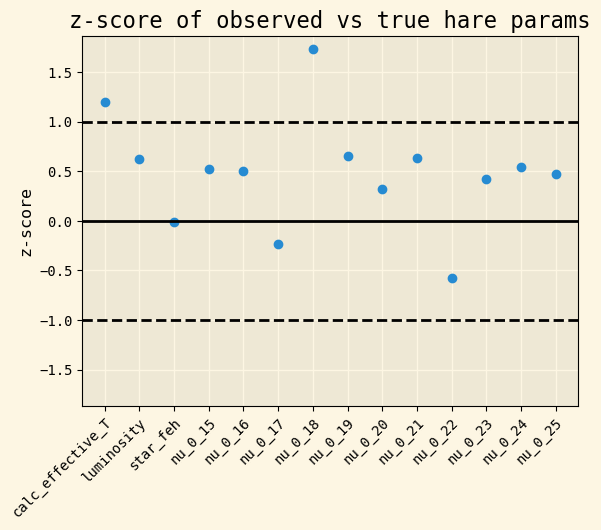 z-score of observed vs true hare params
z-score
1.5
1.0
0.5
0.0
−0.5
−1.0
−1.5
calc_effective_T
luminosity
star_feh
nu_0_15
nu_0_16
nu_0_17
nu_0_18
nu_0_19
nu_0_20
nu_0_21
nu_0_22
nu_0_23
nu_0_24
nu_0_25